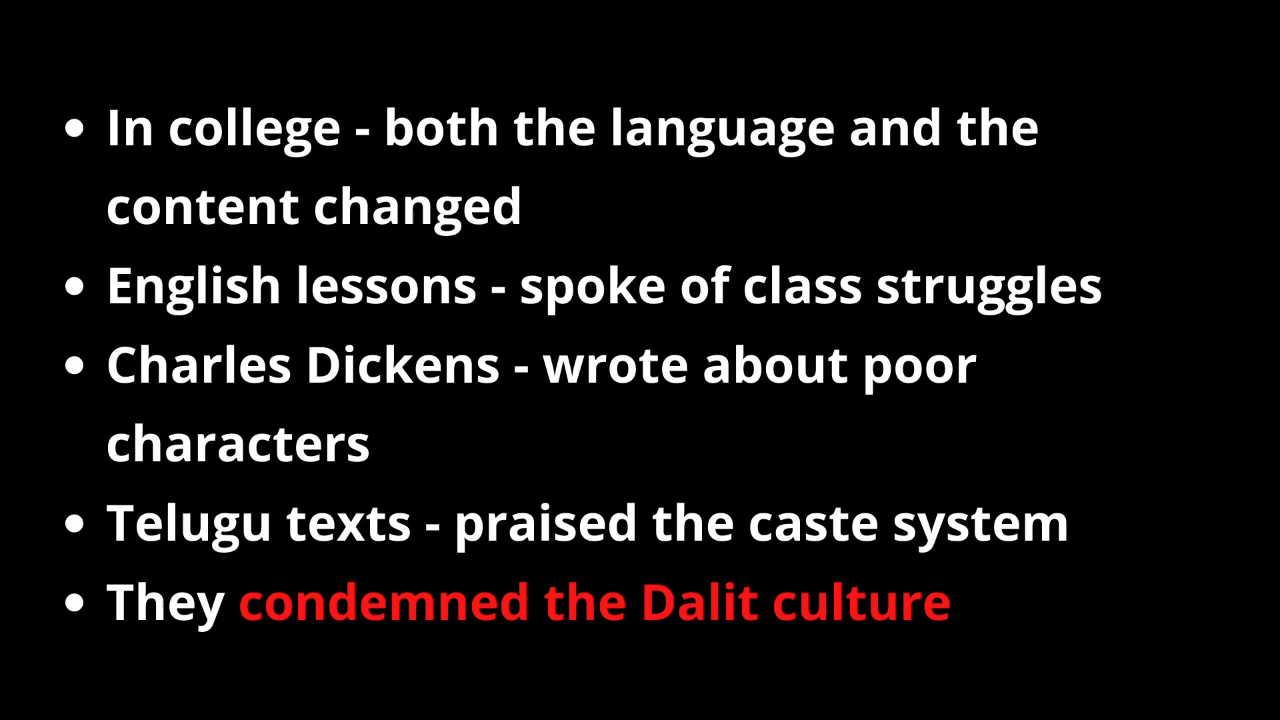 • In college - both the language and the
content changed
• English lessons - spoke of class struggles
• Charles Dickens - wrote about poor
characters
• Telugu texts - praised the caste system
• They condemned the Dalit culture